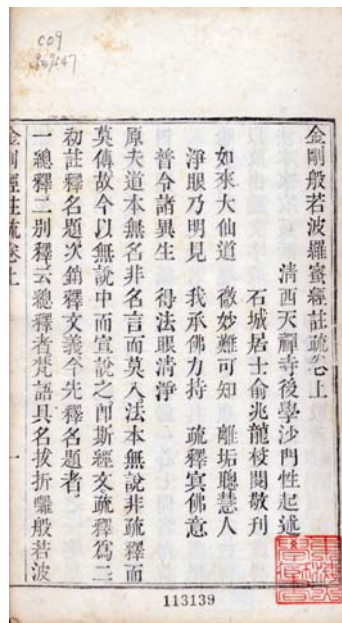 C09
金剛般若波羅蜜經註疏卷上
清西天禪寺後學沙門性起述
石城居士俞兆龍校閱敬刊
如來大仙道　微妙難可知　離垢聰慧人
淨眼乃明見　我承佛力持　疏釋宣佛意
普令諸異生　得法眼清淨
原夫道本無名非名言而莫入法本無說非疏釋而
莫傳故今以無說中而宣說之即斯經文疏釋為二
初註釋名題次銷釋文義今先釋名題者
一總釋二別釋云總釋者梵語具名拔折囉般若波
金剛經註疏卷上　一
113139